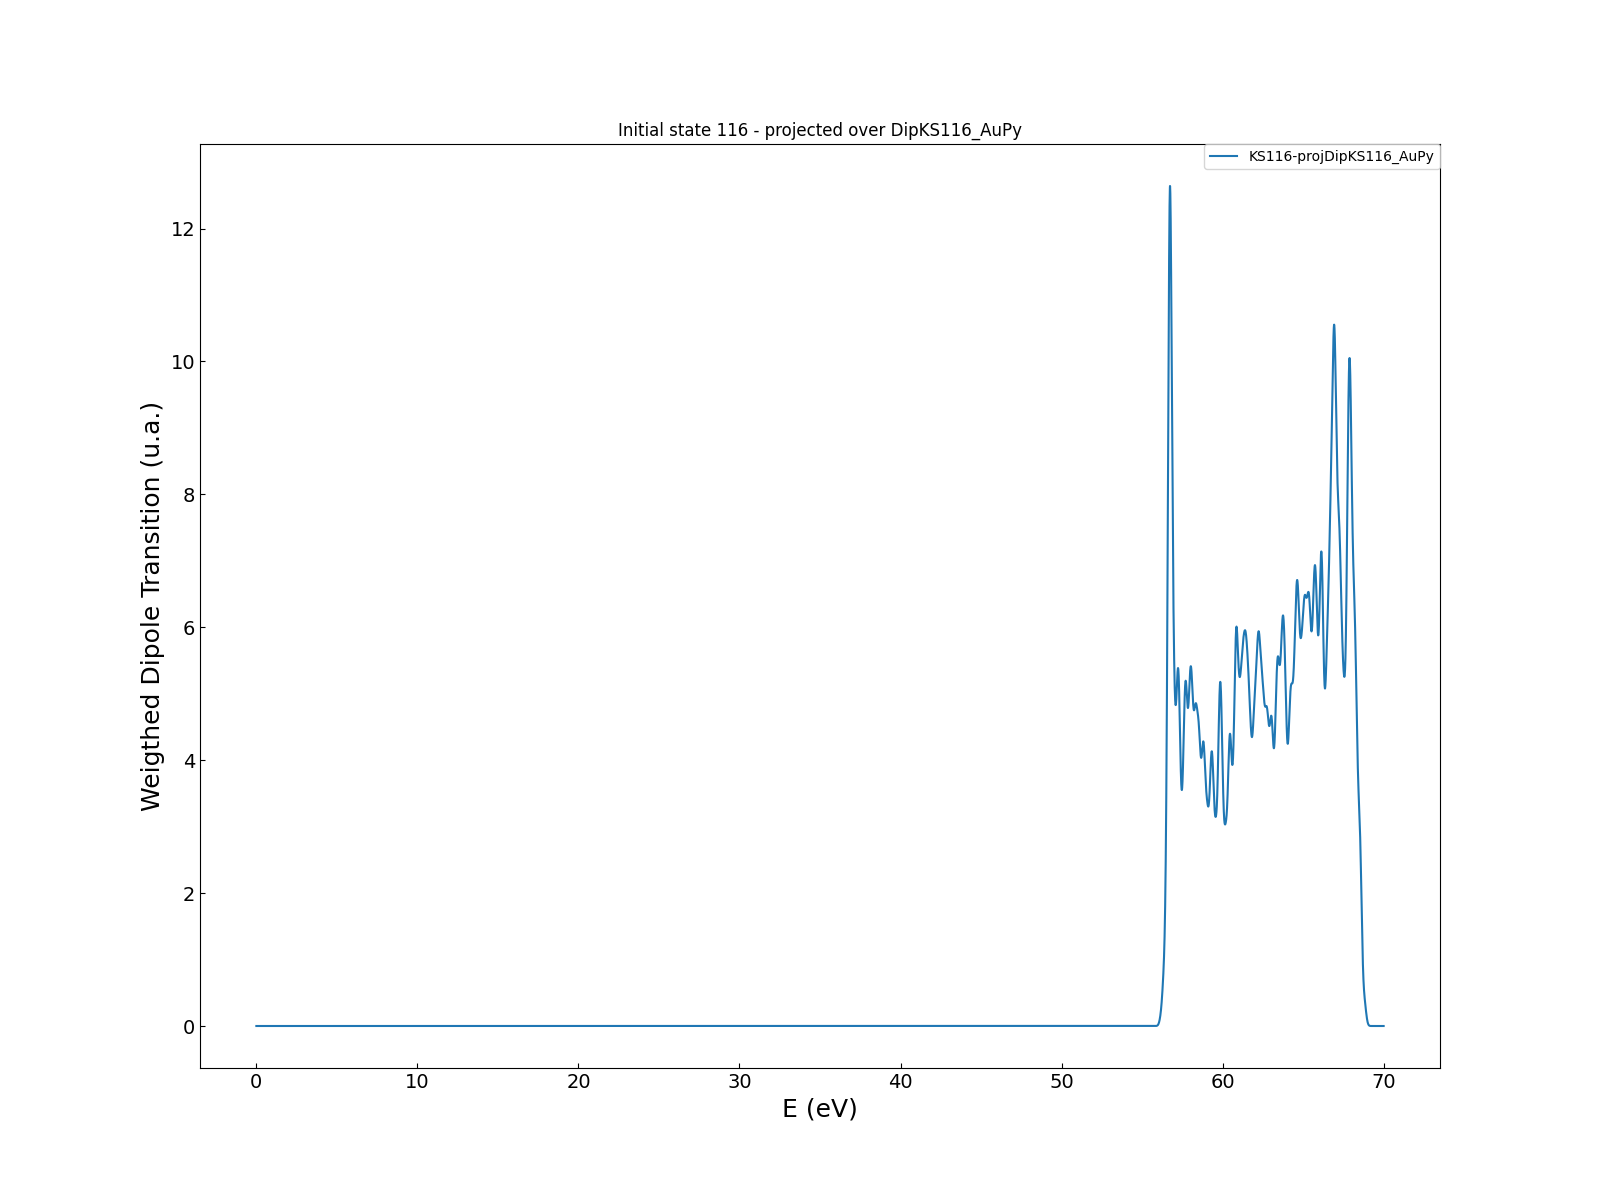 Initial state 116 - projected over DipKS116_AuPy
KS116-projDipKS116_AuPy
Weigthed Dipole Transition (u.a.)
12
10
8
6
4
2
0
0 10 20 30 40 50 60 70
E (eV)